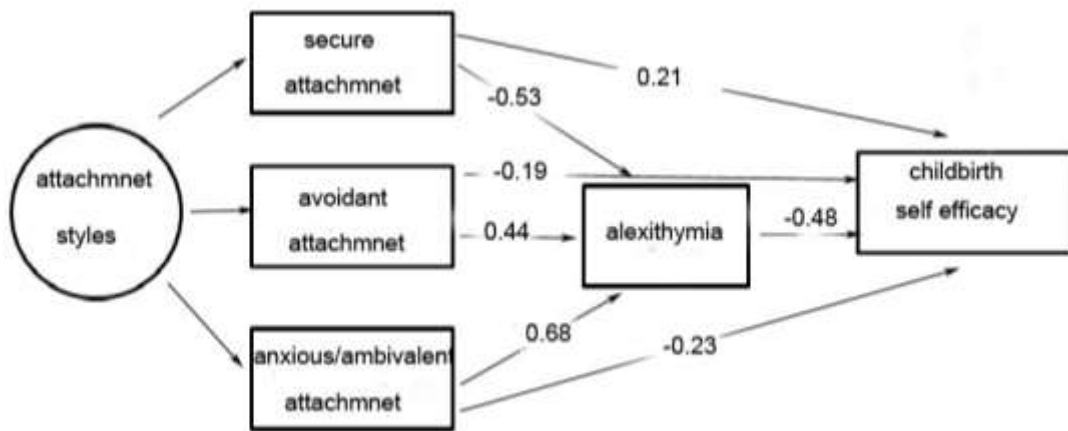 secure
attachmnet
0.21
-0.53
attachmnet
styles
avoidant
attachmnet
-0.19
0.44
alexithymia
-0.48
childbirth
self efficacy
anxious/ambivalent
attachmnet
0.68
-0.23